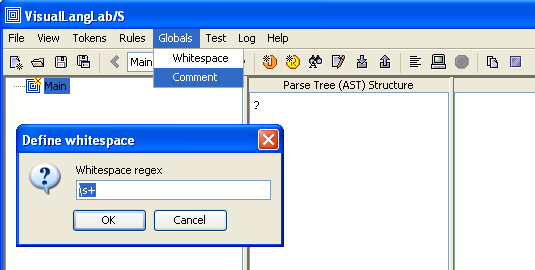 VisualLangLab/S
File View Tokens Rules Globals Test Log Help
Main
Whitespace
Comment
Main
Parse Tree (AST) Structure
?
Define whitespace
Whitespace regex
\s+
OK Cancel